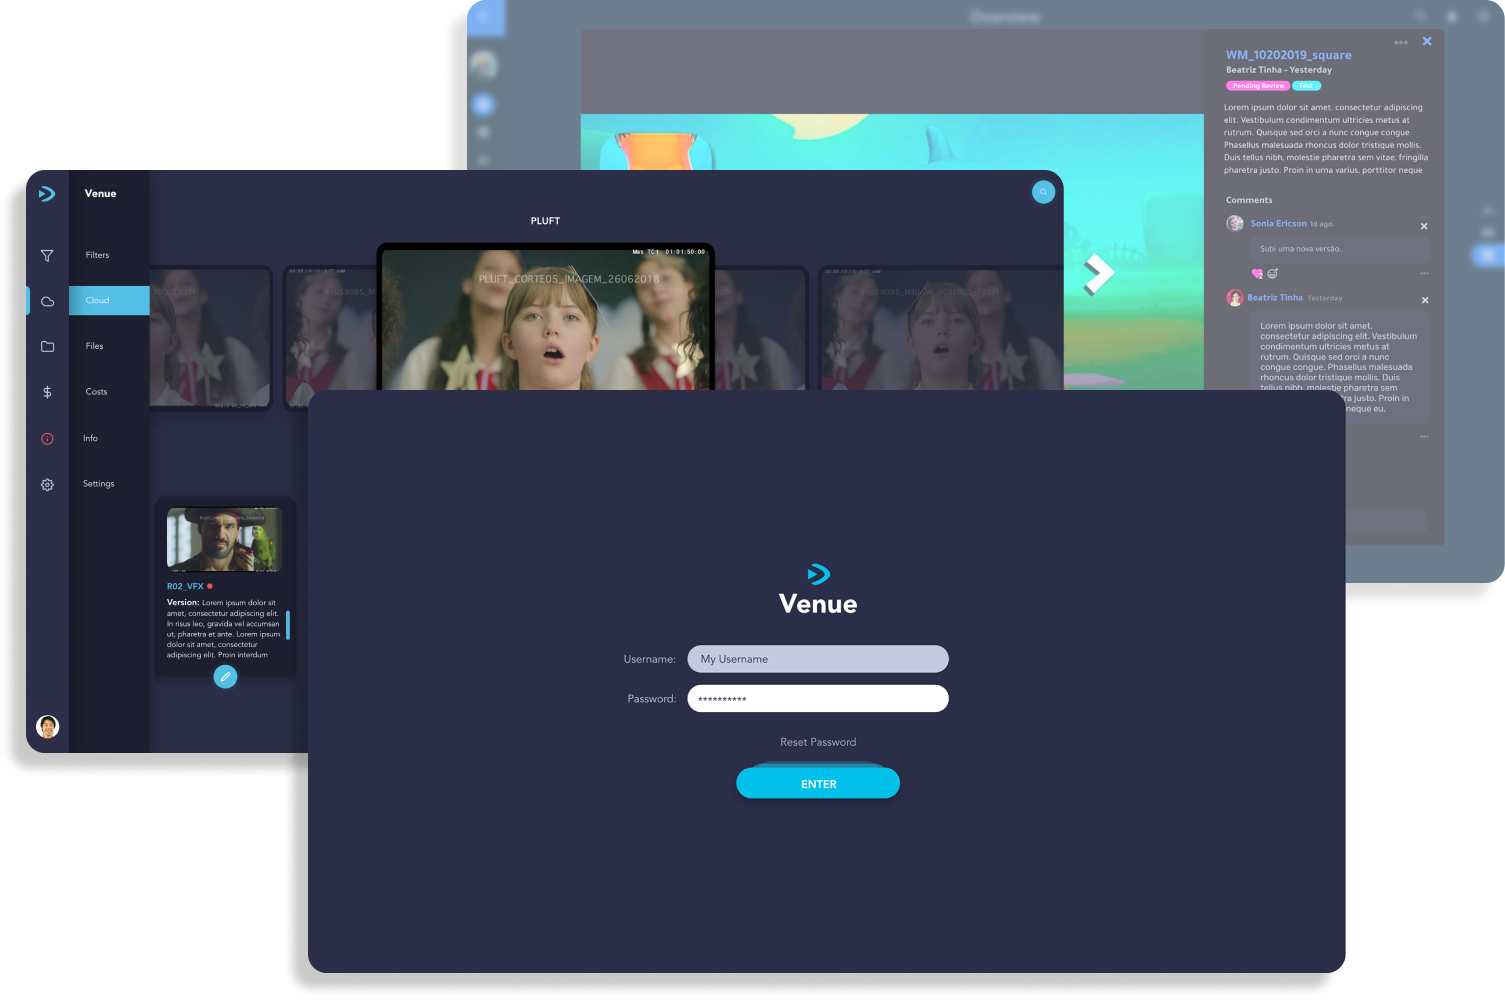 Overview
WM_10202019_square
Beatriz Tinha - Yesterday
Pending Review
Test
Lorem ipsum dolor sit amet, consectetur adipiscing
elit. Vestibulum condimentum ultricies metus at
rutrum. Quisque sed orci a nunc congue congue.
Phasellus malesuada rhoncus dolor tristique mollis.
Duis tellus nibh, molestie pharetra sem vitae, fringilla
pharetra justo. Proin in urna varius, porttitor neque
Comments
Sonia Ericson 1d ago.
Subi uma nova versão.
2
Beatriz Tinha Yesterday
Lorem ipsum dolor sit amet,
consectetur adipiscing elit. Vestibulum
condimentum ultricies metus at
rutrum. Quisque sed orci a nunc
congue congue. Phasellus malesuada
rhoncus dolor tristique mollis. Duis
tellus nibh, molestie pharetra sem
justo. Proin in
neque eu.
Venue
Filters
Cloud
Files
Costs
Info
Settings
PLUFT
Mas TC1 01:01:50:00
PLUFT_CORTE05_IMAGEM_26062018
R02_VFX
Version: Lorem ipsum dolor sit
amet, consectetur adipiscing elit.
In risus leo, gravida vel accumsan
ut, pharetra et ante. Lorem ipsum
dolor sit amet, consectetur
adipiscing elit. Proin interdum
Venue
Username: My Username
Password: **********
Reset Password
ENTER